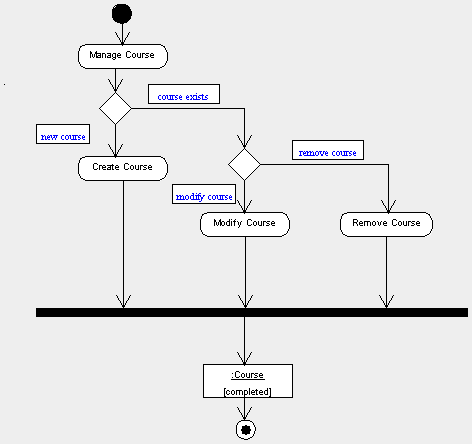 Manage Course
course exists
new course
remove course
Create Course
modify course
Modify Course
Remove Course
:Course
[completed]